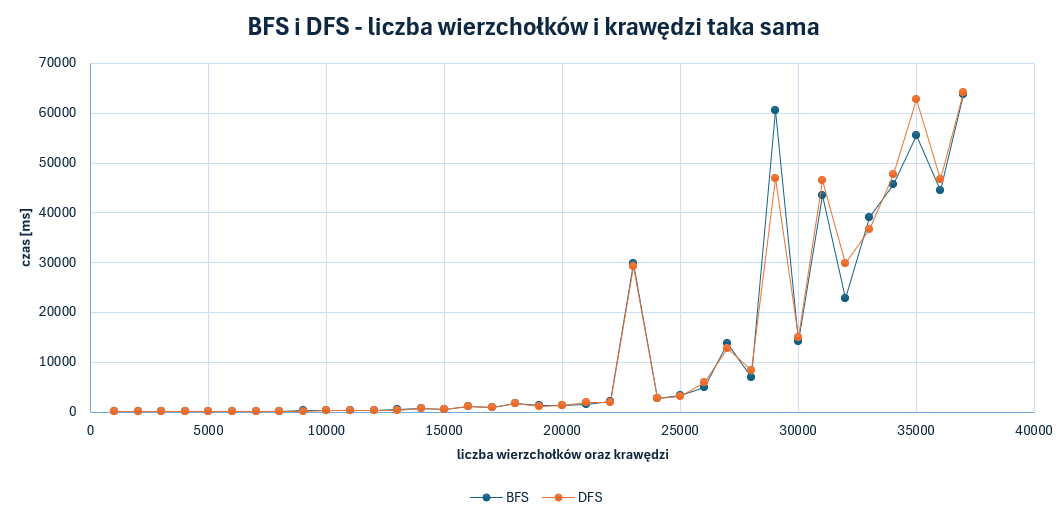 BFS i DFS - liczba wierzchołków i krawędzi taka sama
70000
60000
50000
40000
30000
20000
10000
0
czas [ms]
0 5000 10000 15000 20000 25000 30000 35000 40000
liczba wierzchołków oraz krawędzi
BFS DFS